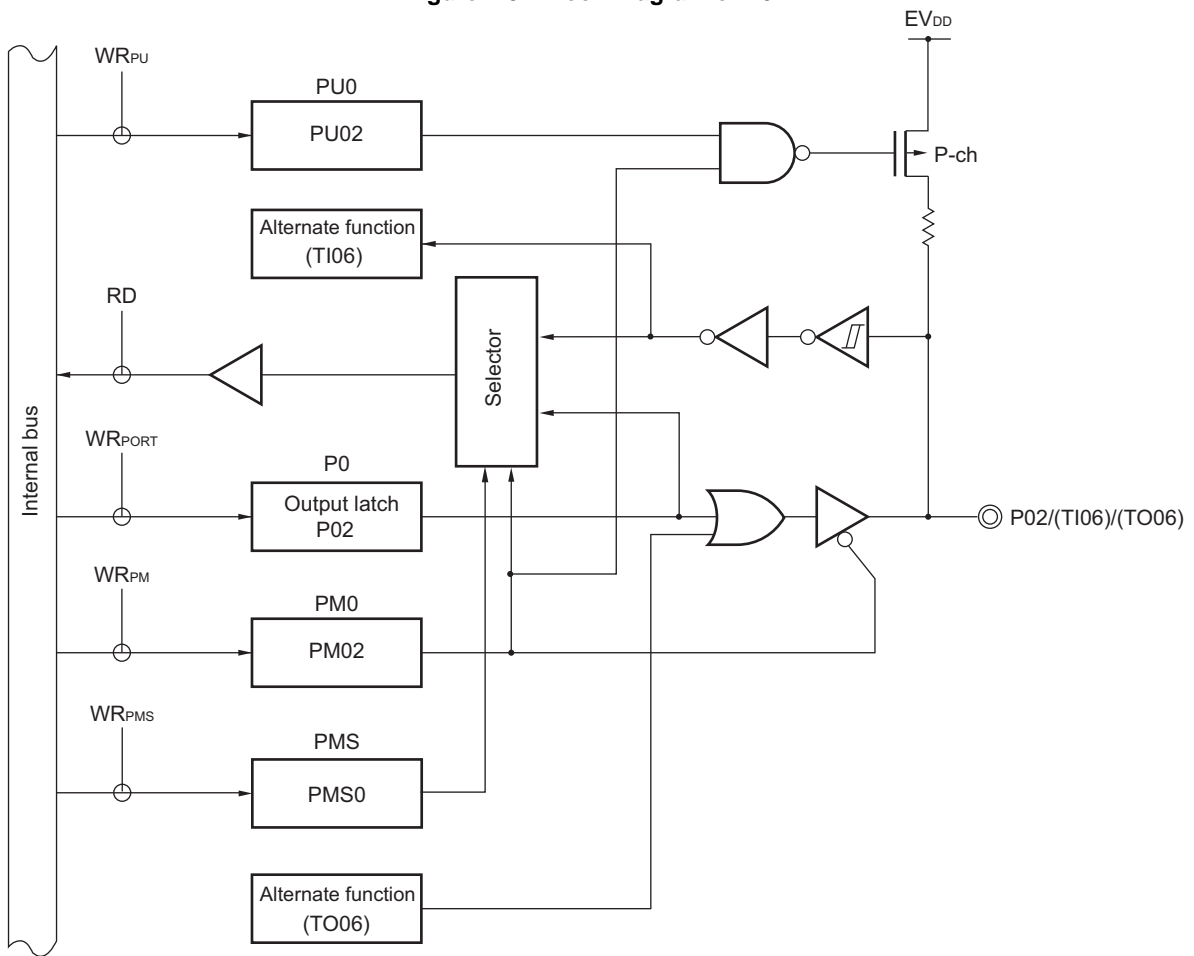 EVDD
WRPU
PU0
PU02
P-ch
Alternate function
(TI06)
RD
Selector
Internal bus
WRPORT
P0
Output latch
P02
P02/(TI06)/(TO06)
WRPM
PM0
PM02
WRPMS
PMS
PMS0
Alternate function
(TO06)